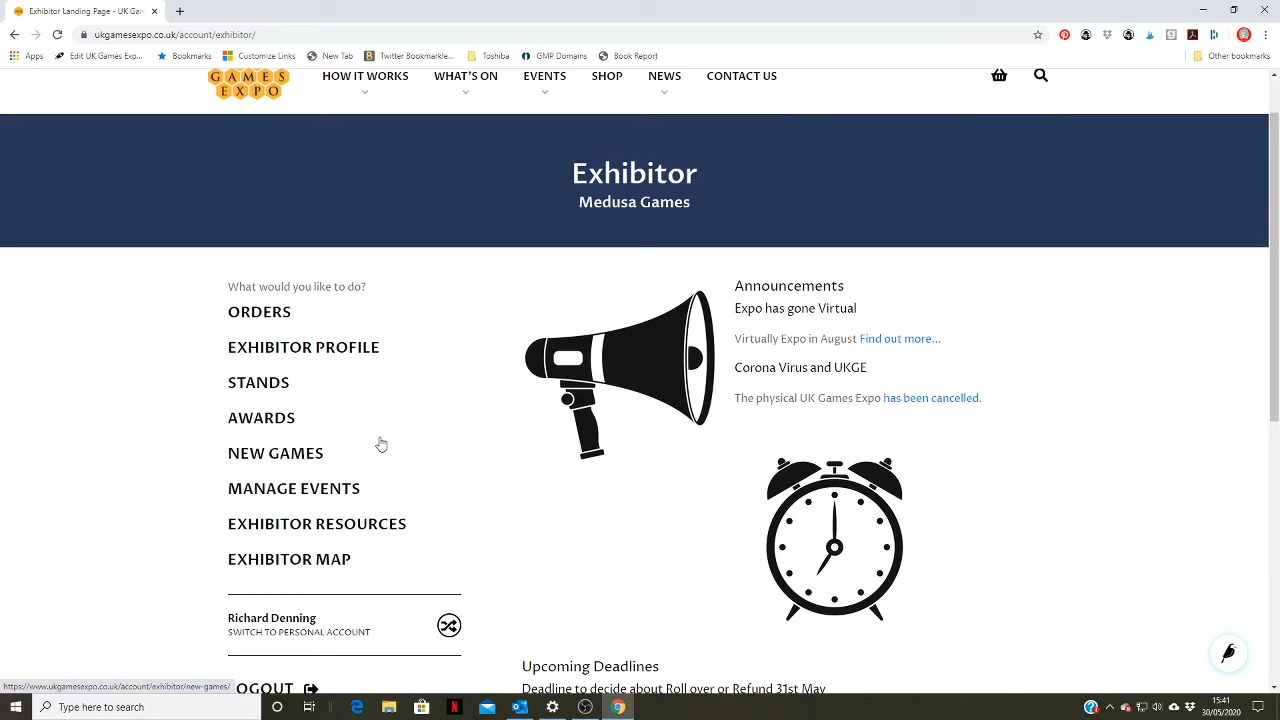 Exhibitor Landing Page - UK Gam
ukgamesexpo.co.uk/account/exhibitor/
Apps
Edit UK Games Exp...
Bookmarks
Customize Links
New Tab
Twitter Bookmarkle...
Toshiba
GMP Domains
Book Report
Other bookmarks
GAMES
EXPO
HOW IT WORKS
WHAT'S ON
EVENTS
SHOP
NEWS
CONTACT US
Exhibitor
Medusa Games
What would you like to do?
ORDERS
EXHIBITOR PROFILE
STANDS
AWARDS
NEW GAMES
MANAGE EVENTS
EXHIBITOR RESOURCES
EXHIBITOR MAP
Richard Denning
SWITCH TO PERSONAL ACCOUNT
LOGOUT
Announcements
Expo has gone Virtual
Virtually Expo in August Find out more...
Corona Virus and UKGE
The physical UK Games Expo has been cancelled.
Upcoming Deadlines
Deadline to decide about Roll over or Refund 31st May
https://www.ukgamesexpo.co.uk/account/exhibitor/new-games/
Type here to search
15:41
30/05/2020